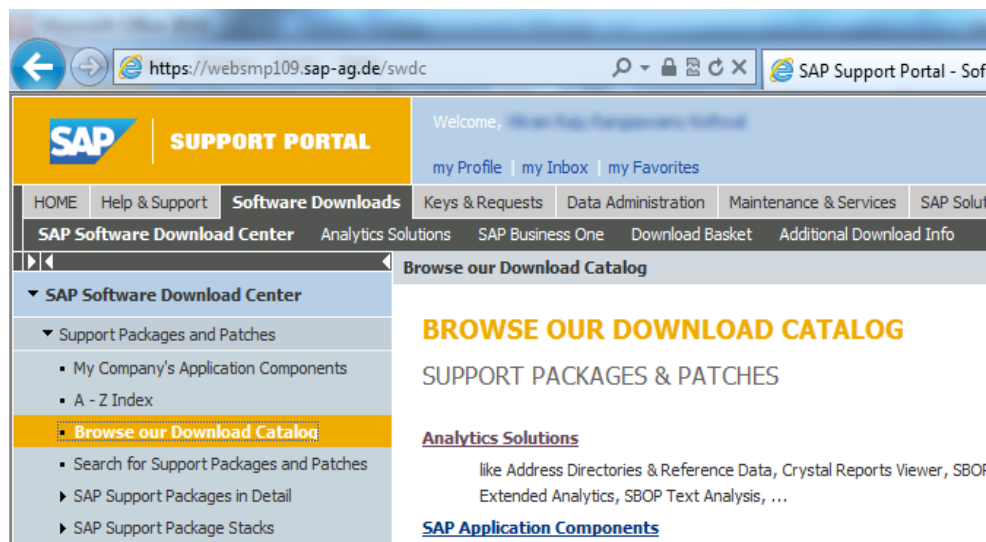 https://websmp109.sap-ag.de/swdc
SAP Support Portal - Sof
SAP SUPPORT PORTAL
Welcome,
my Profile | my Inbox | my Favorites
HOME Help & Support Software Downloads Keys & Requests Data Administration Maintenance & Services SAP Solut
SAP Software Download Center Analytics Solutions SAP Business One Download Basket Additional Download Info
Browse our Download Catalog
SAP Software Download Center
Support Packages and Patches
My Company's Application Components
A - Z Index
Browse our Download Catalog
Search for Support Packages and Patches
SAP Support Packages in Detail
SAP Support Package Stacks
BROWSE OUR DOWNLOAD CATALOG
SUPPORT PACKAGES & PATCHES
Analytics Solutions
like Address Directories & Reference Data, Crystal Reports Viewer, SBOP
Extended Analytics, SBOP Text Analysis, ...
SAP Application Components